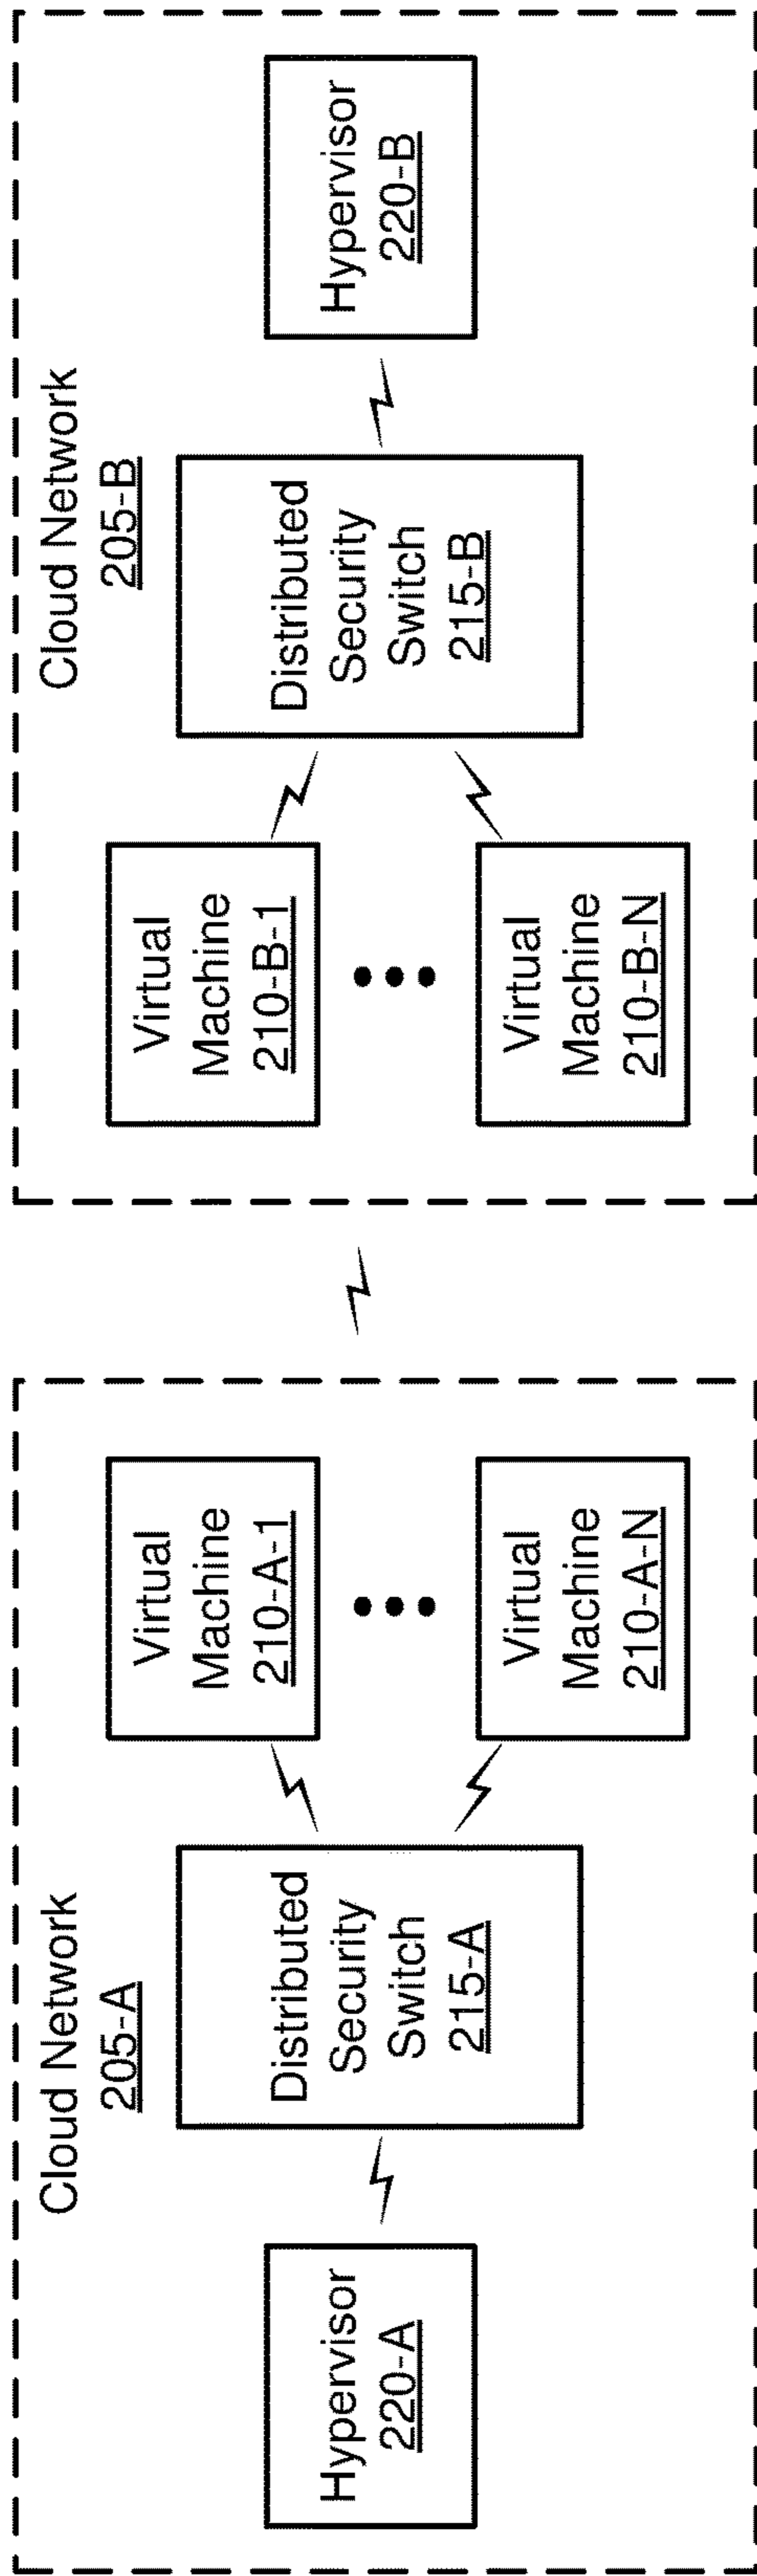 Cloud Network
205-A
Hypervisor
220-A
Distributed
Security
Switch
215-A
Virtual
Machine
210-A-1
Virtual
Machine
210-A-N
Cloud Network
205-B
Virtual
Machine
210-B-1
Virtual
Machine
210-B-N
Distributed
Security
Switch
215-B
Hypervisor
220-B